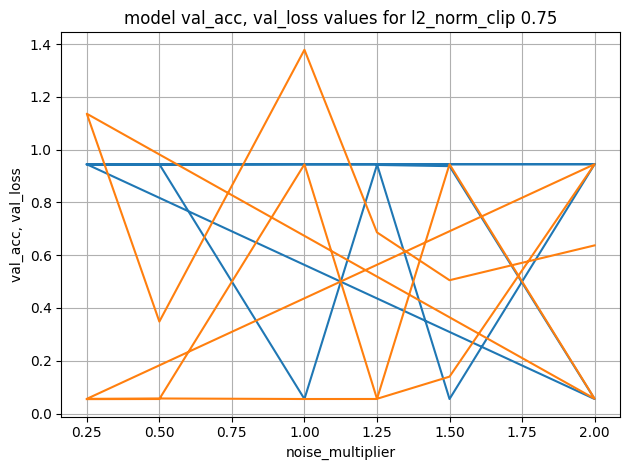 model val_acc, val_loss values for l2_norm_clip 0.75
val_acc, val_loss
1.4
1.2
1.0
0.8
0.6
0.4
0.2
0.0
0.25 0.50 0.75 1.00 1.25 1.50 1.75 2.00
noise_multiplier